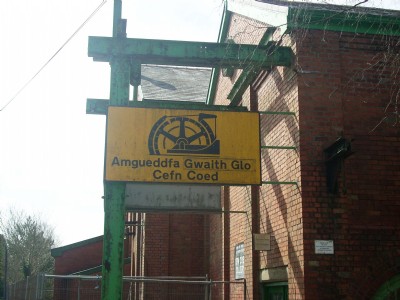 Amgueddfa Gwaith Glo
Cefn Coed